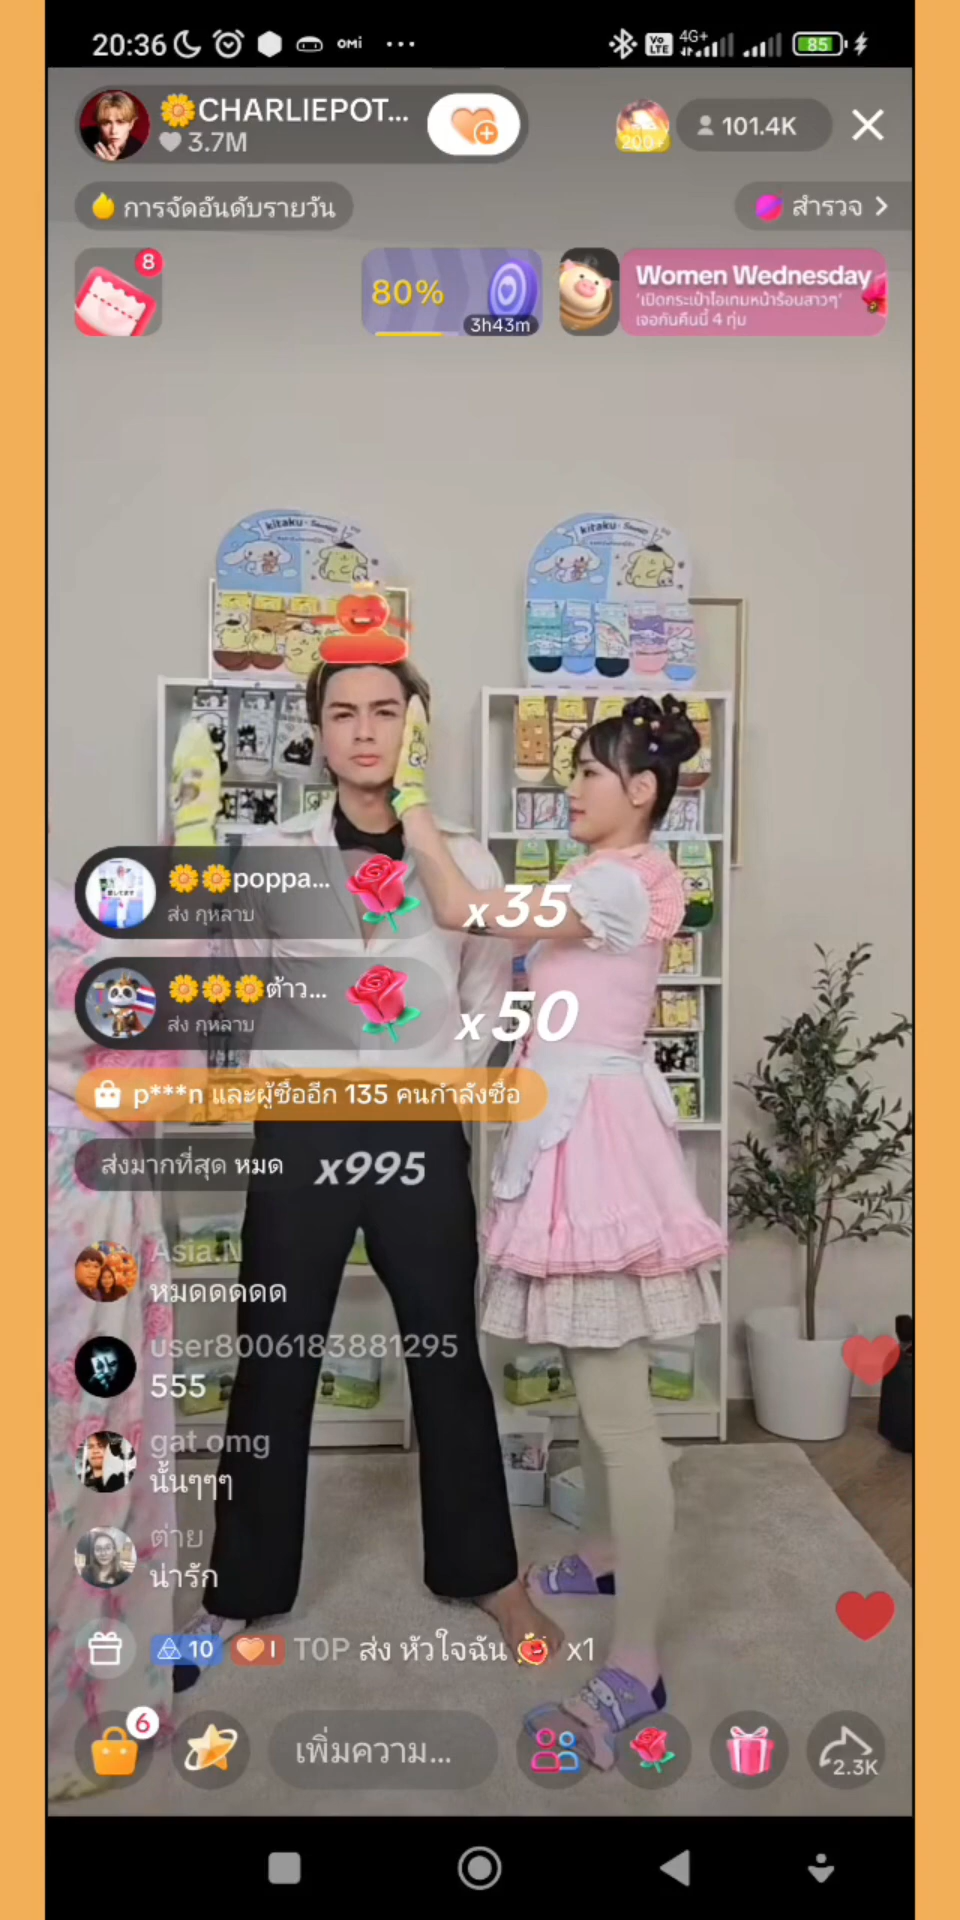 20:36
omi
Vo LTE
4G+
85
🌼CHARLIEPOT...
3.7M
200+
101.4K
การจัดอันดับรายวัน
สำรวจ
8
80%
3h43m
Women Wednesday
'เปิดกระเป๋าไอเทมหน้าร้อนสาวๆ'
เจอกันคืนนี้ 4 ทุ่ม
kitaku
kitaku
🌼🌼poppa...
ส่ง กุหลาบ
x35
🌼🌼🌼ต้าว...
ส่ง กุหลาบ
x50
p***n และผู้ซื้ออีก 135 คนกำลังซื้อ
ส่งมากที่สุด หมด x995
Asia.N
หมดดดดด
user8006183881295
555
gat omg
นั้นๆๆๆ
ต่าย
น่ารัก
10 I TOP ส่ง หัวใจฉัน x1
6
เพิ่มความ...
2.3K